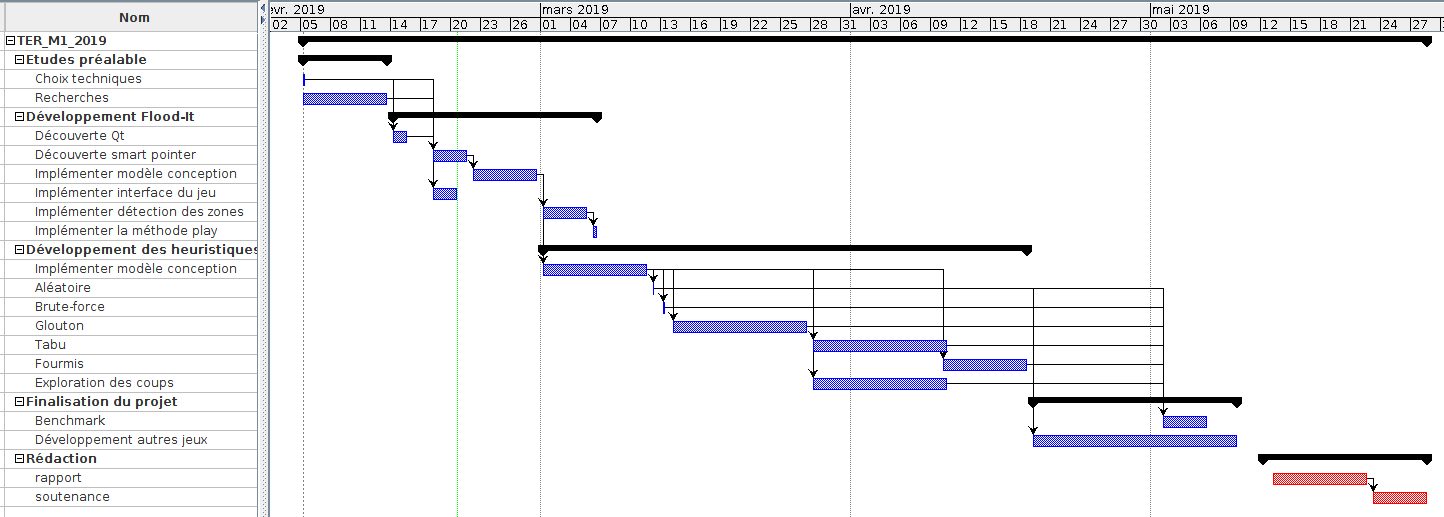 Nom
évr. 2019 mars 2019 avr. 2019 mai 2019
02 05 08 11 14 17 20 23 26 01 04 07 10 13 16 19 22 25 28 31 03 06 09 12 15 18 21 24 27 30 03 06 09 12 15 18 21 24 27 3
TER_M1_2019
Etudes préalable
Choix techniques
Recherches
Développement Flood-It
Découverte Qt
Découverte smart pointer
Implémenter modèle conception
Implémenter interface du jeu
Implémenter détection des zones
Implémenter la méthode play
Développement des heuristiques
Implémenter modèle conception
Aléatoire
Brute-force
Glouton
Tabu
Fourmis
Exploration des coups
Finalisation du projet
Benchmark
Développement autres jeux
Rédaction
rapport
soutenance